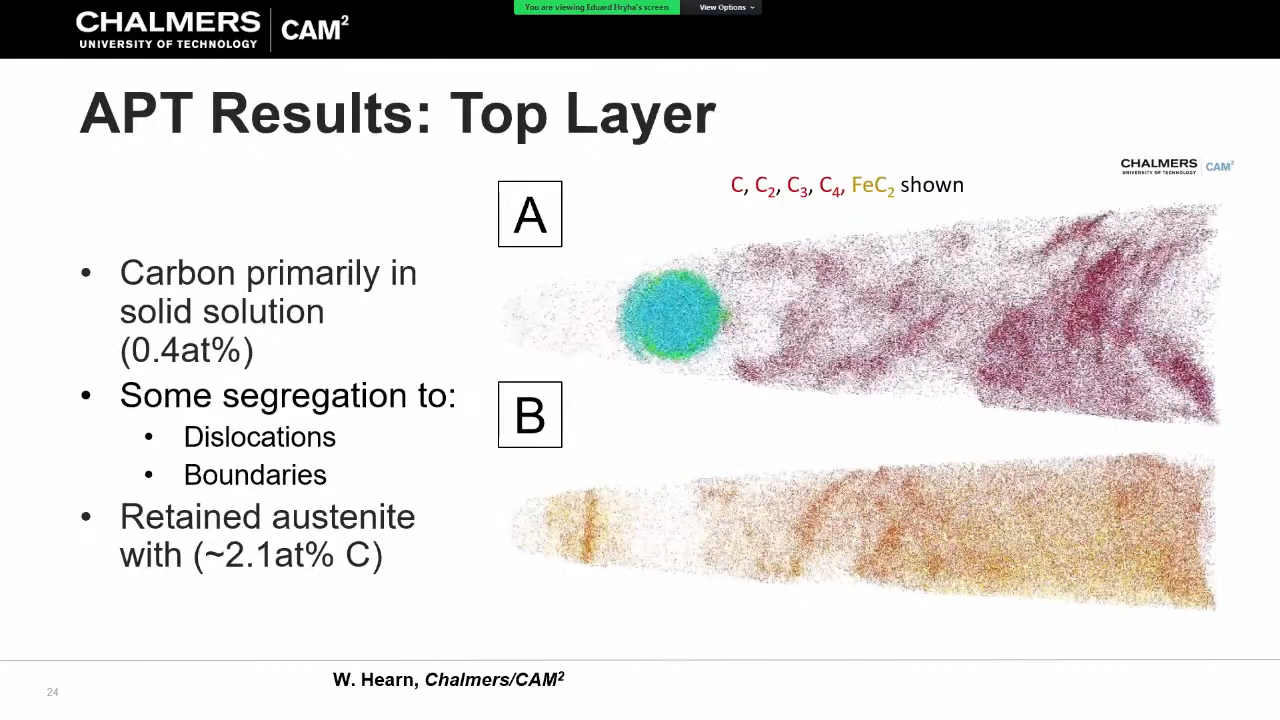 You are viewing Eduard Hryha's screen
View Options
CHALMERS
UNIVERSITY OF TECHNOLOGY
CAM²
APT Results: Top Layer
CHALMERS
UNIVERSITY OF TECHNOLOGY
CAM²
A
C, C₂, C₃, C₄, FeC₂ shown
• Carbon primarily in
solid solution
(0.4at%)
• Some segregation to:
• Dislocations
• Boundaries
• Retained austenite
with (~2.1at% C)
B
W. Hearn, Chalmers/CAM²
24